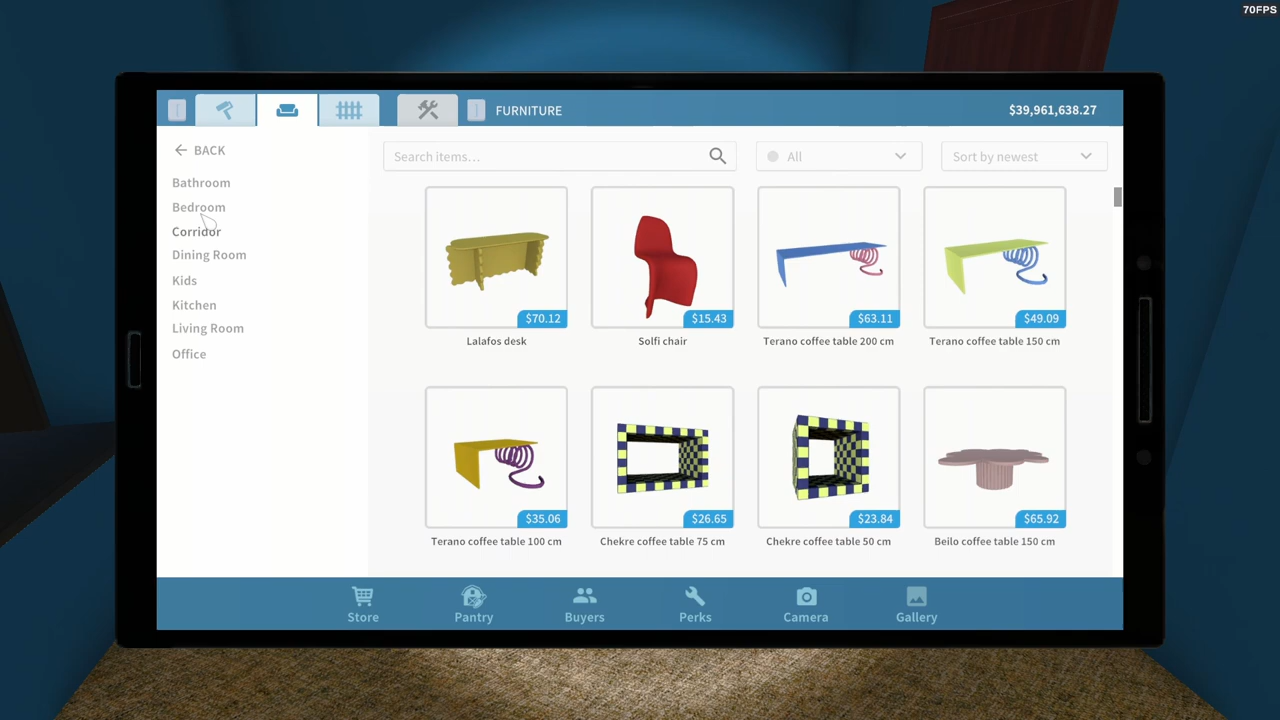 70FPS
FURNITURE
$39,961,638.27
BACK
Search items...
All
Sort by newest
Bathroom
Bedroom
Corridor
Dining Room
Kids
Kitchen
Living Room
Office
$70.12
$15.43
$63.11
$49.09
Lalafos desk
Solfi chair
Terano coffee table 200 cm
Terano coffee table 150 cm
$35.06
$26.65
$23.84
$65.92
Terano coffee table 100 cm
Chekre coffee table 75 cm
Chekre coffee table 50 cm
Beilo coffee table 150 cm
Store
Pantry
Buyers
Perks
Camera
Gallery